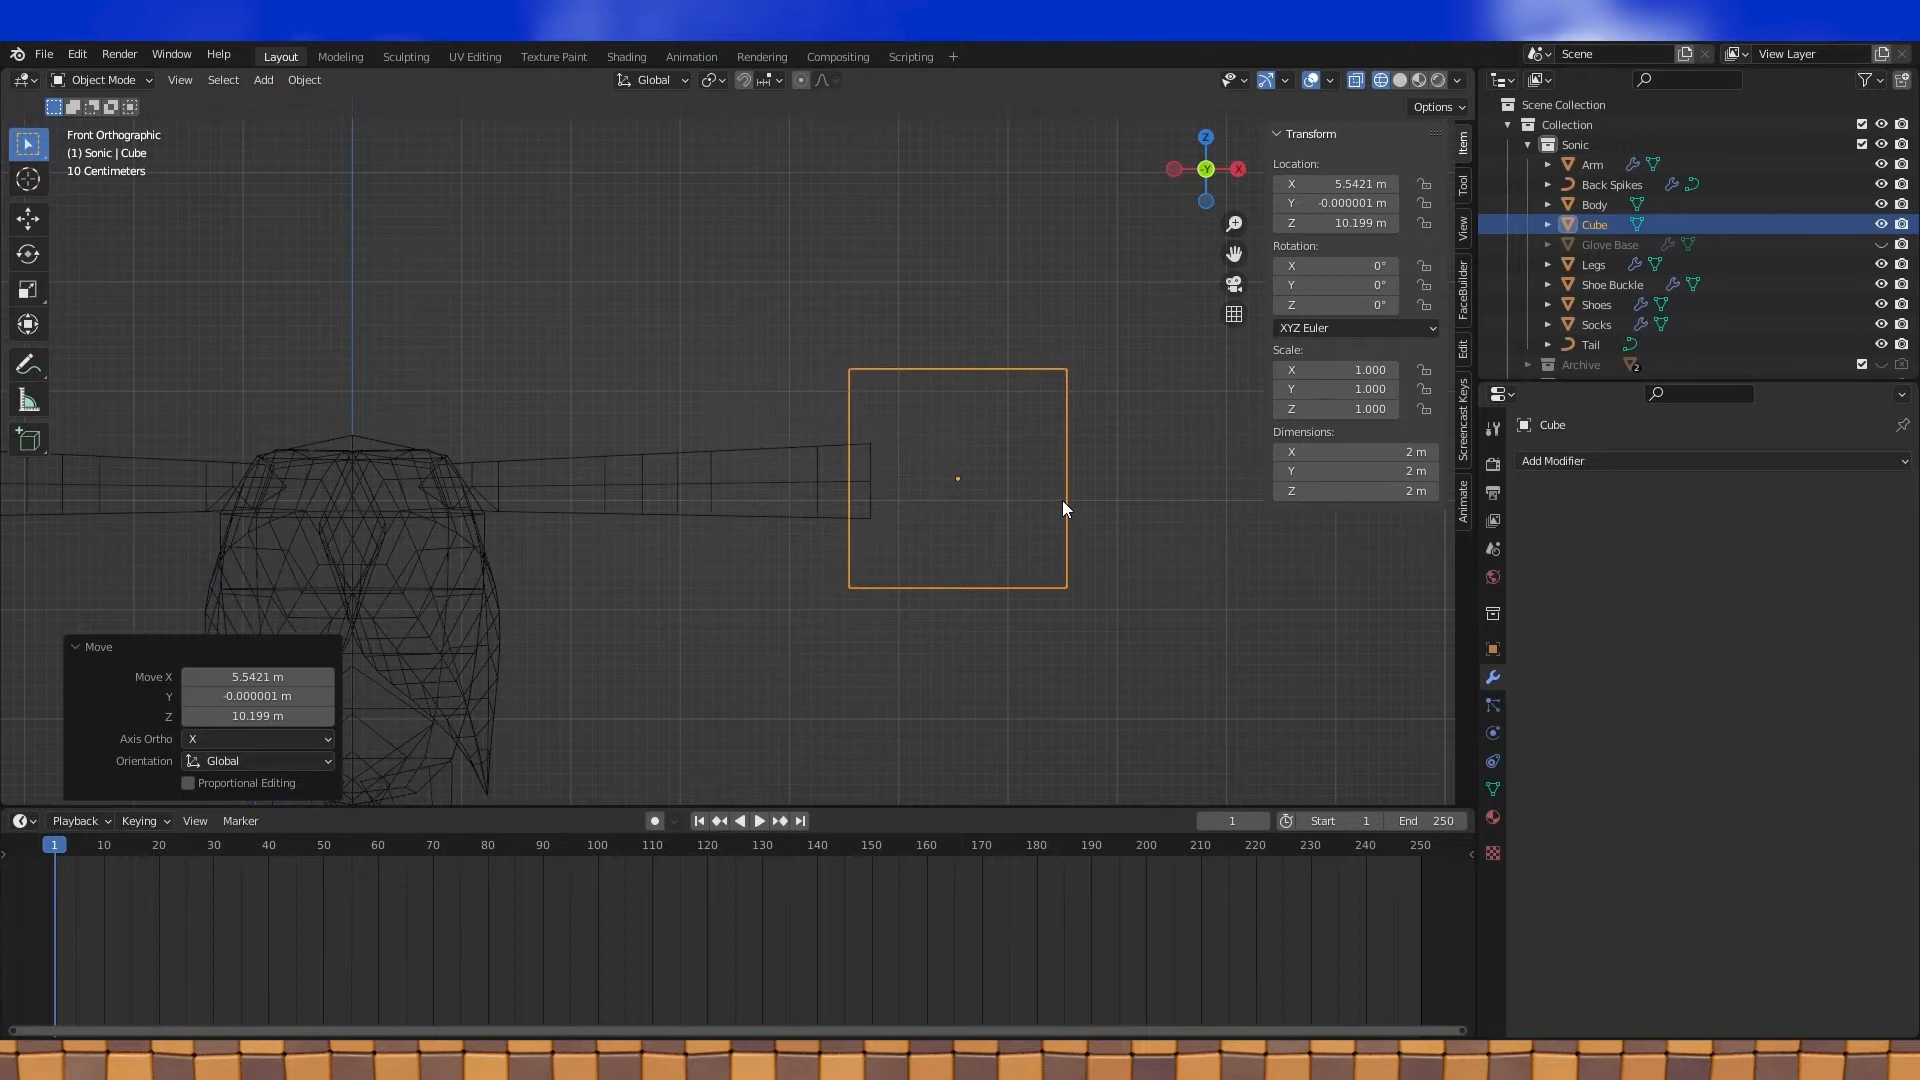 File Edit Render Window Help Layout Modeling Sculpting UV Editing Texture Paint Shading Animation Rendering Compositing Scripting + Scene View Layer
Object Mode View Select Add Object Global
Options
Front Orthographic
(1) Sonic | Cube
10 Centimeters
Z
-Y
X
Transform
Location:
X 5.5421 m
Y -0.000001 m
Z 10.199 m
Rotation:
X 0°
Y 0°
Z 0°
XYZ Euler
Scale:
X 1.000
Y 1.000
Z 1.000
Dimensions:
X 2 m
Y 2 m
Z 2 m
Item
Tool
View
FaceBuilder
Edit
Screencast Keys
Animate
Scene Collection
Collection
Sonic
Arm
Back Spikes
Body
Cube
Glove Base
Legs
Shoe Buckle
Shoes
Socks
Tail
Archive 2
Cube
Add Modifier
Move
Move X 5.5421 m
Y -0.000001 m
Z 10.199 m
Axis Ortho X
Orientation Global
Proportional Editing
Playback Keying View Marker 1 Start 1 End 250
1 10 20 30 40 50 60 70 80 90 100 110 120 130 140 150 160 170 180 190 200 210 220 230 240 250